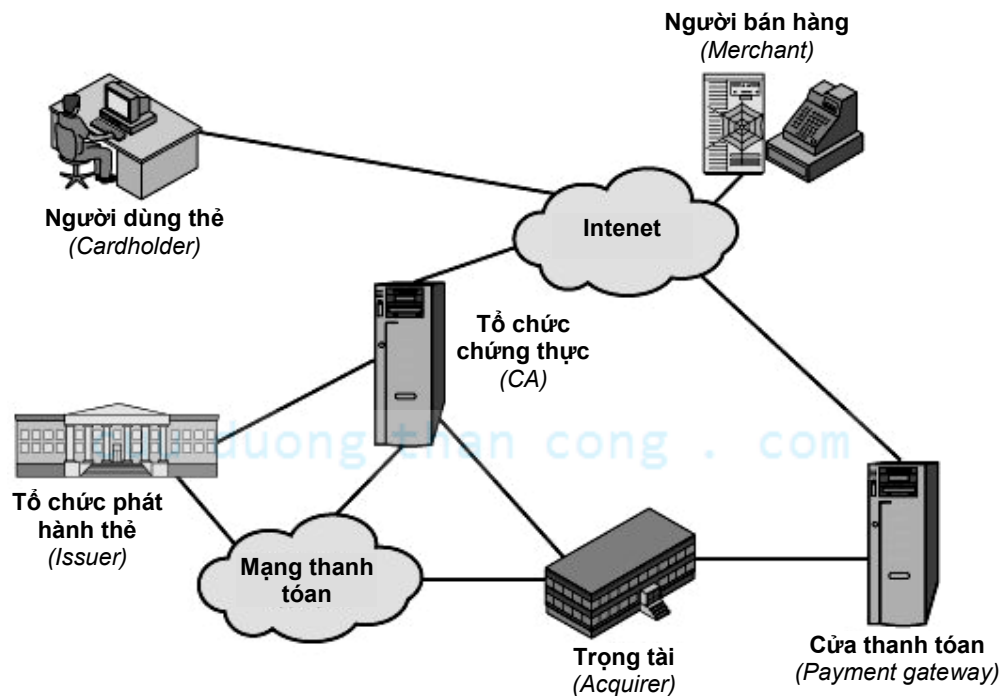 Người bán hàng
(Merchant)
Người dùng thẻ
(Cardholder)
Intenet
Tổ chức
chứng thực
(CA)
cuu duong than cong . com
Tổ chức phát
hành thẻ
(Issuer)
Mạng thanh
tóan
Trọng tài
(Acquirer)
Cửa thanh tóan
(Payment gateway)